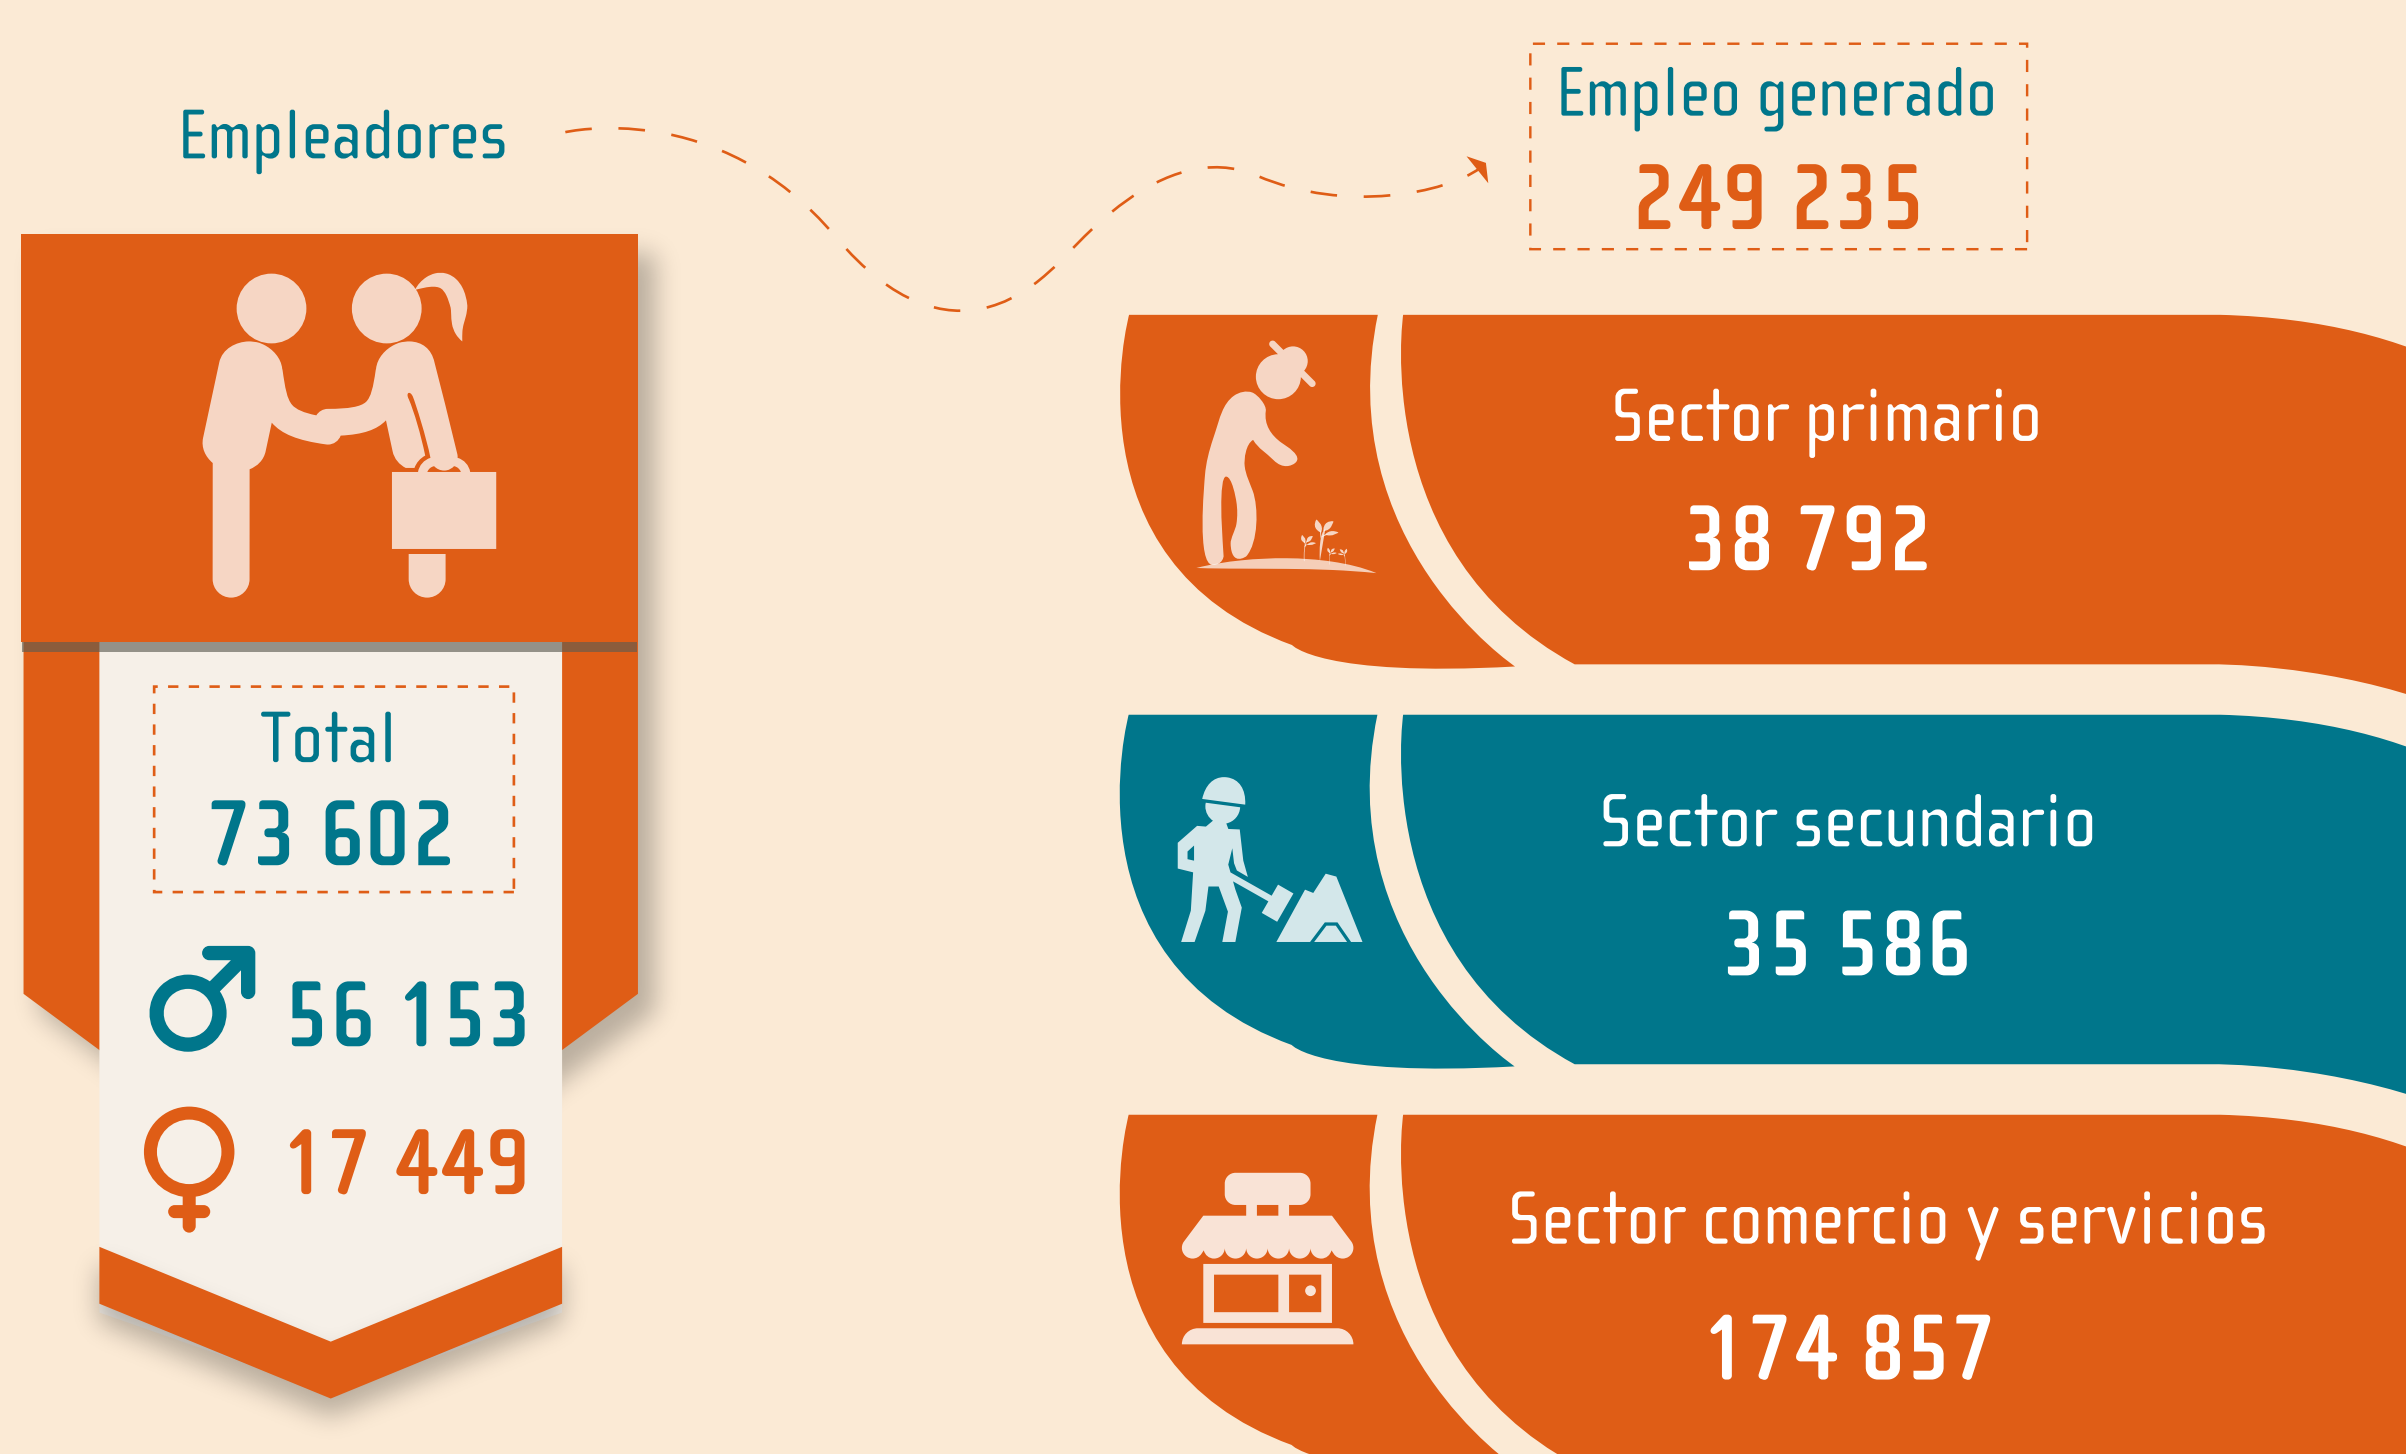 Empleadores
Total
73 602
56 153
17 449
Empleo generado
249 235
Sector primario
38 792
Sector secundario
35 586
Sector comercio y servicios
174 857